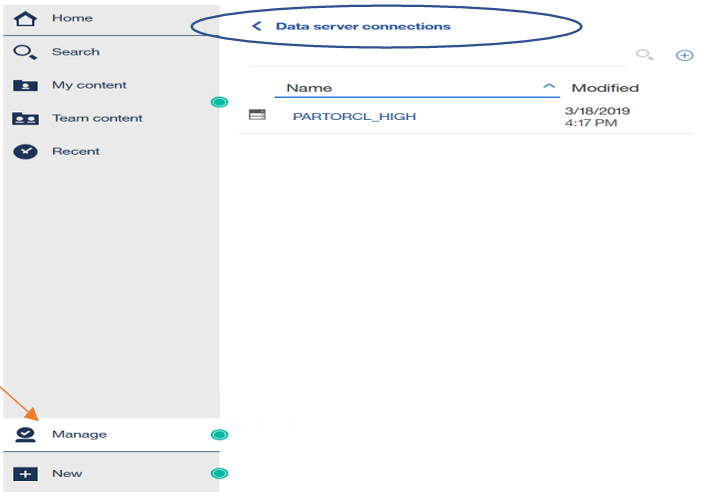 Home
Search
My content
Team content
Recent
Manage
New
Data server connections
Name Modified
PARTORCL_HIGH 3/18/2019
4:17 PM